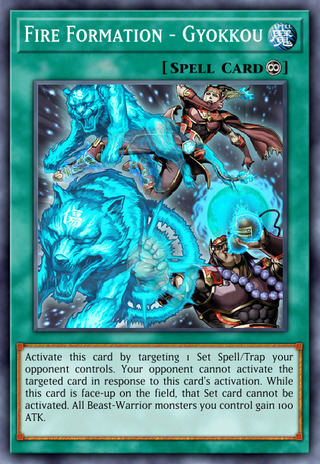 Fire Formation - Gyokkou
魔
[Spell Card]
Activate this card by targeting 1 Set Spell/Trap your
opponent controls. Your opponent cannot activate the
targeted card in response to this card's activation. While
this card is face-up on the field, that Set card cannot
be activated. All Beast-Warrior monsters you control gain 100
ATK.